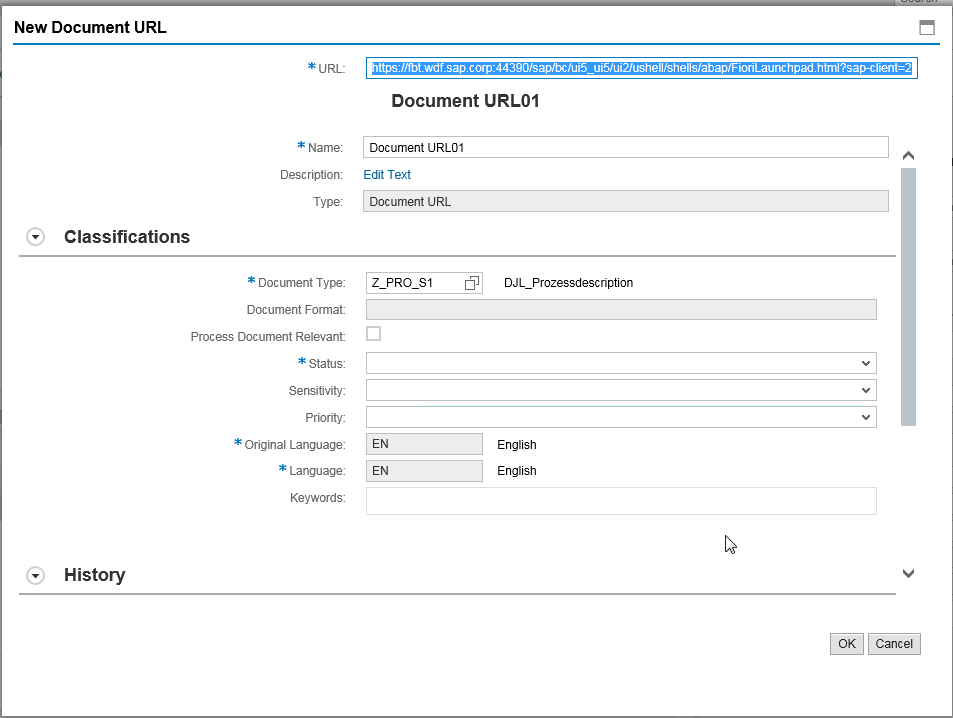 New Document URL
* URL: https://fbt.wdf.sap.corp:44390/sap/bc/ui5_ui5/ui2/ushell/shells/abap/FioriLaunchpad.html?sap-client=2
Document URL01
* Name: Document URL01
Description: Edit Text
Type: Document URL
Classifications
* Document Type: Z_PRO_S1 DJL_Prozessdescription
Document Format:
Process Document Relevant:
* Status:
Sensitivity:
Priority:
* Original Language: EN English
* Language: EN English
Keywords:
History
OK Cancel